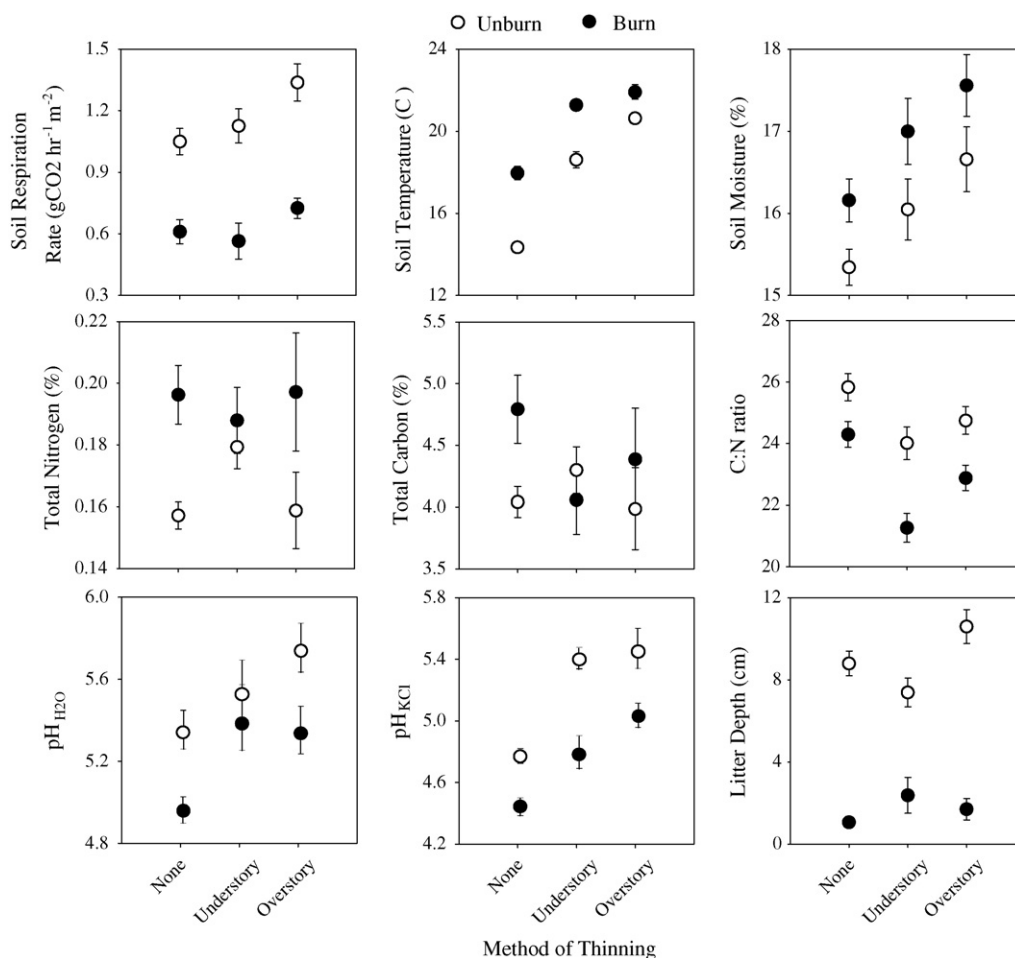 Unburn Burn
Soil Respiration
Rate (gCO2 hr⁻¹ m⁻²)
1.5
1.2
0.9
0.6
0.3
Soil Temperature (C )
24
20
16
12
Soil Moisture (%)
18
17
16
15
Total Nitrogen (%)
0.22
0.20
0.18
0.16
0.14
Total Carbon (%)
5.5
5.0
4.5
4.0
3.5
C:N ratio
28
26
24
22
20
pH H2O
6.0
5.6
5.2
4.8
None
Understory
Overstory
pH KCl
5.8
5.4
5.0
4.6
4.2
None
Understory
Overstory
Litter Depth (cm)
12
8
4
0
None
Understory
Overstory
Method of Thinning